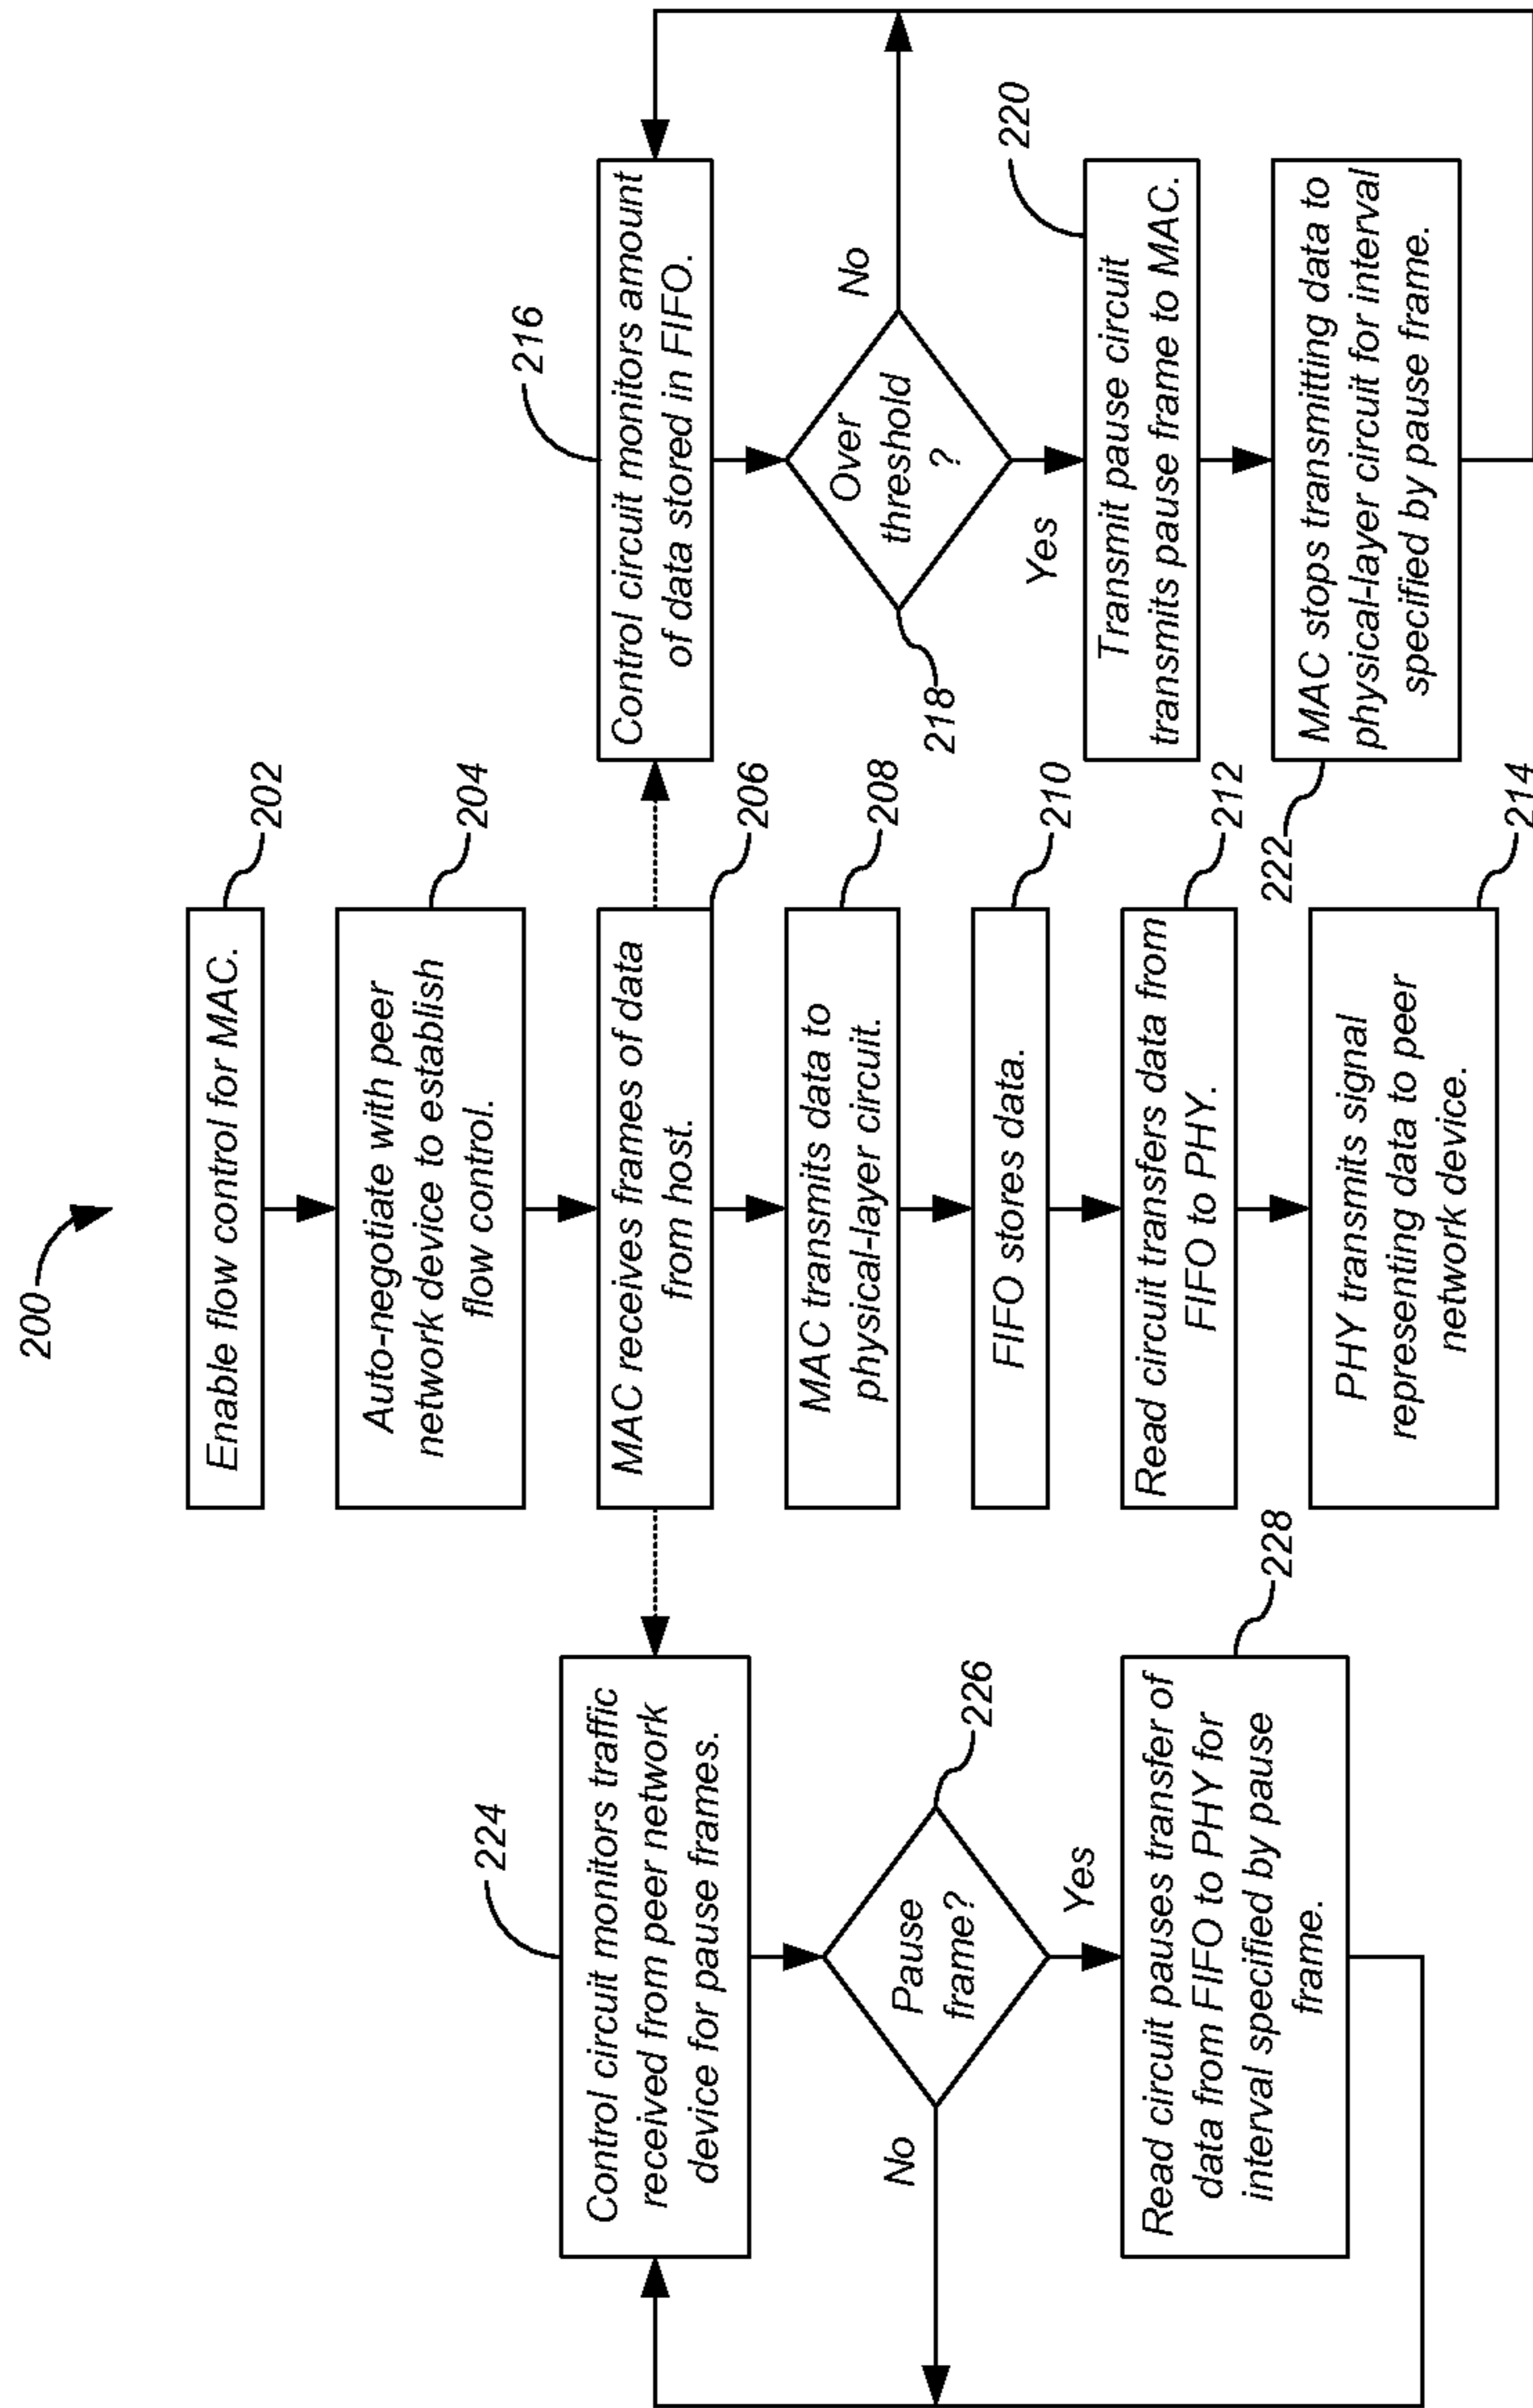 200
Enable flow control for MAC.
202
Auto-negotiate with peer
network device to establish
flow control.
204
MAC receives frames of data
from host.
206
MAC transmits data to
physical-layer circuit.
208
FIFO stores data.
210
Read circuit transfers data from
FIFO to PHY.
212
PHY transmits signal
representing data to peer
network device.
214
216
Control circuit monitors amount
of data stored in FIFO.
Over
threshold
?
218
No
Yes
220
Transmit pause circuit
transmits pause frame to MAC.
222
MAC stops transmitting data to
physical-layer circuit for interval
specified by pause frame.
224
Control circuit monitors traffic
received from peer network
device for pause frames.
Pause
frame?
226
No
Yes
228
Read circuit pauses transfer of
data from FIFO to PHY for
interval specified by pause
frame.